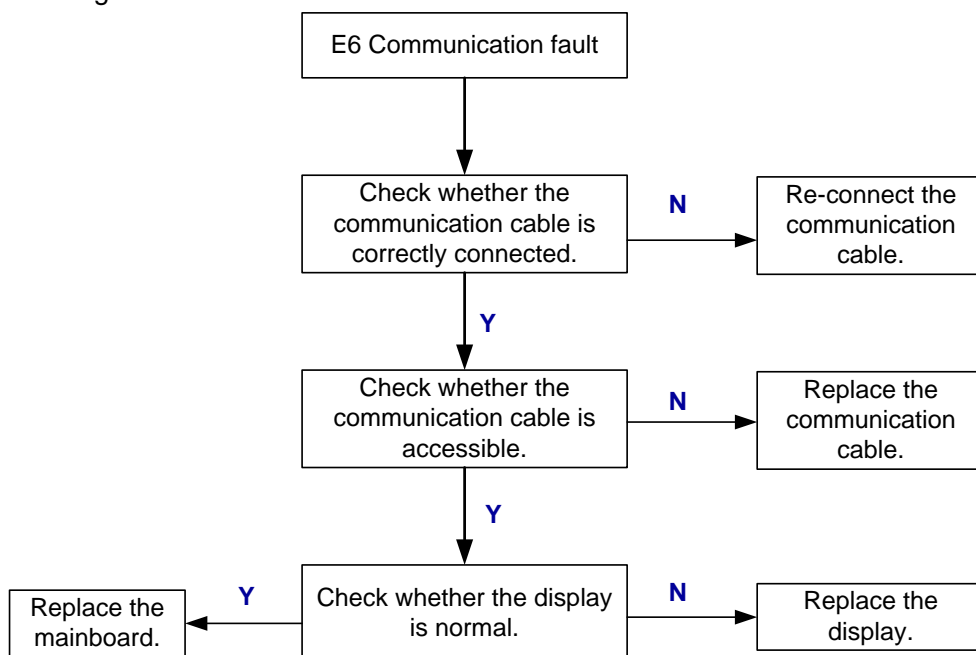 E6 Communication fault
Check whether the
communication cable is
correctly connected.
N
Re-connect the
communication
cable.
Y
Check whether the
communication cable is
accessible.
N
Replace the
communication
cable.
Y
Replace the
mainboard.
Y
Check whether the display
is normal.
N
Replace the
display.